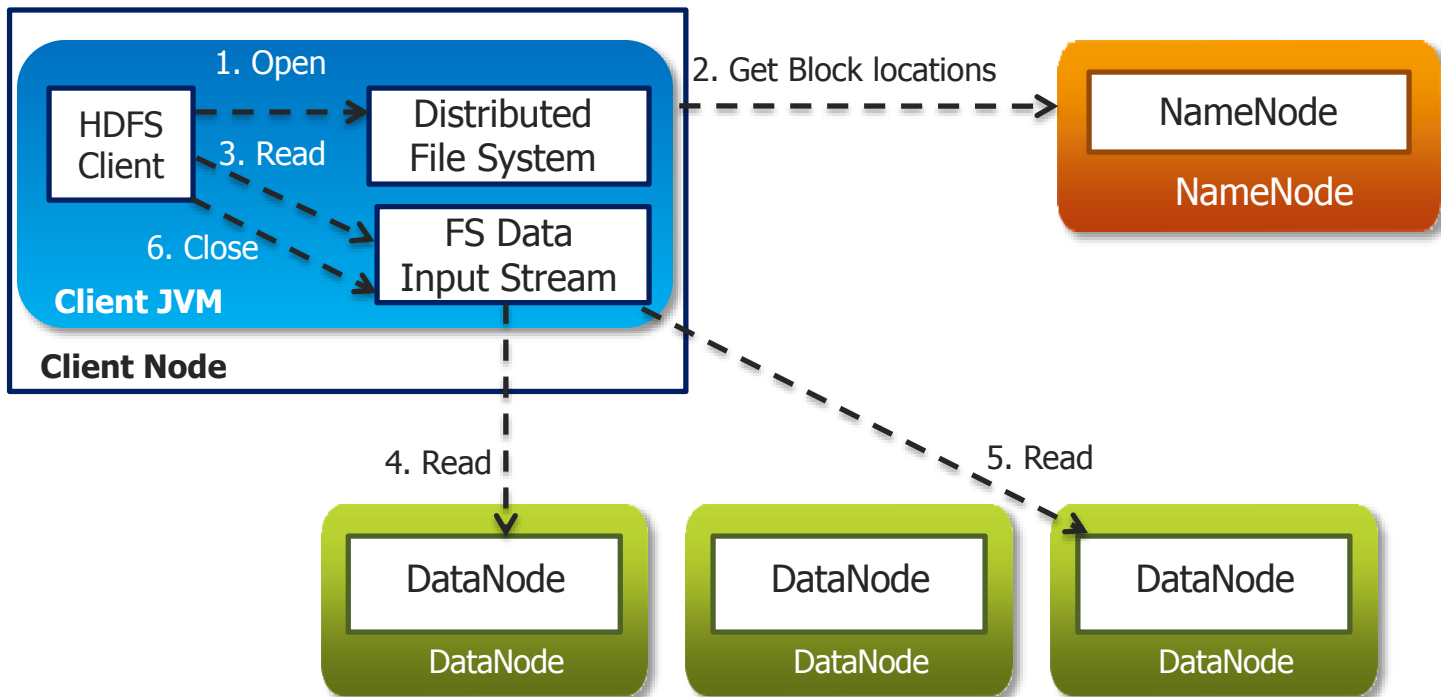 1. Open
2. Get Block locations
HDFS
Client
Distributed
File System
NameNode
3. Read
NameNode
6. Close
FS Data
Input Stream
Client JVM
Client Node
4. Read
5. Read
DataNode
DataNode
DataNode
DataNode
DataNode
DataNode